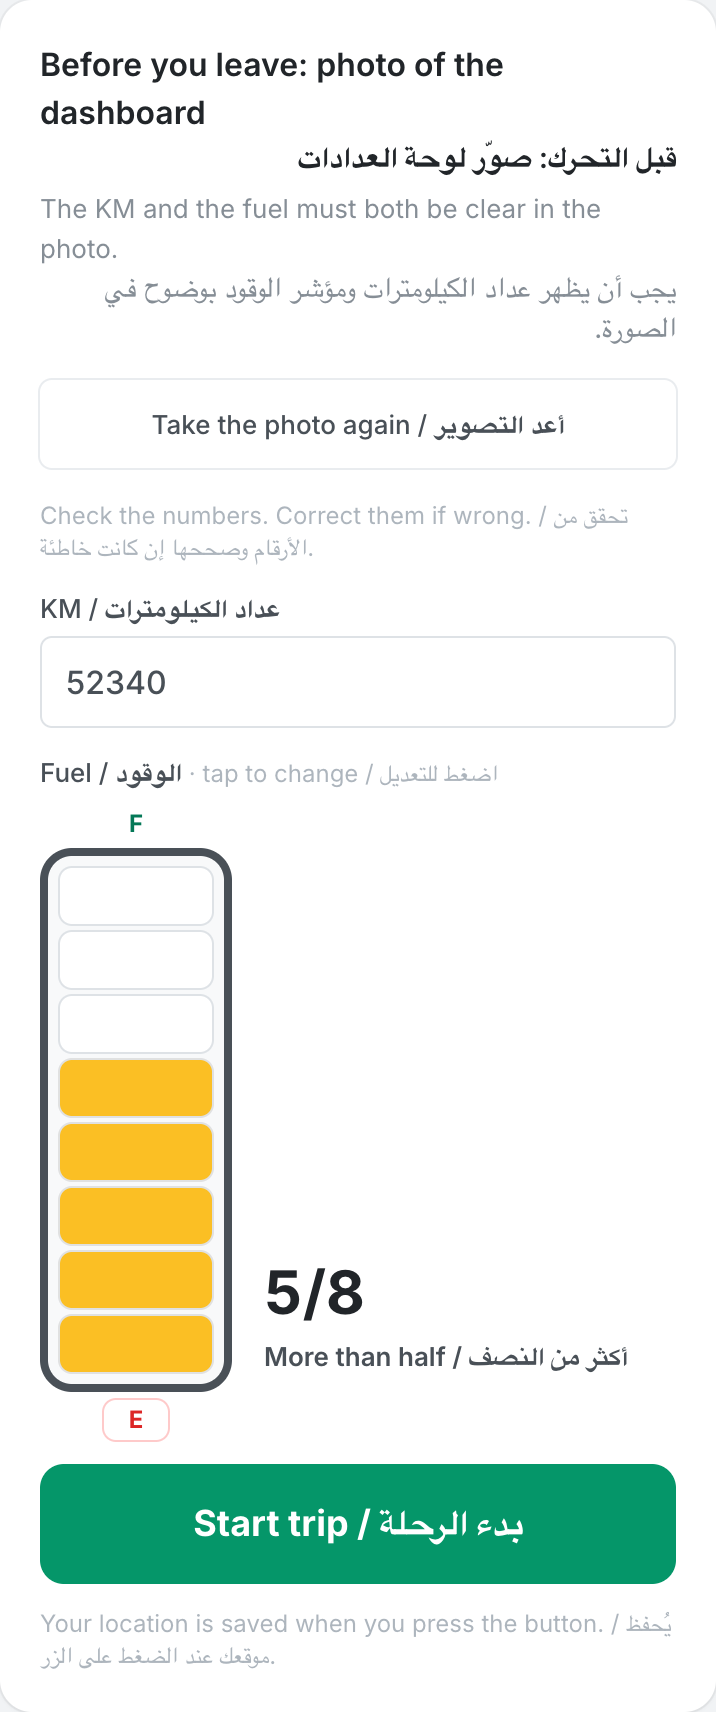 Before you leave: photo of the
dashboard
قبل التحرك: صوّر لوحة العدادات
The KM and the fuel must both be clear in the
photo.
يجب أن يظهر عداد الكيلومترات ومؤشر الوقود بوضوح في
الصورة.
Take the photo again / أعد التصوير
Check the numbers. Correct them if wrong. / تحقق من
الأرقام وصححها إن كانت خاطئة.
KM / عداد الكيلومترات
52340
Fuel / الوقود · tap to change / اضغط للتعديل
F
5/8
More than half / أكثر من النصف
E
Start trip / بدء الرحلة
Your location is saved when you press the button. / يُحفظ
موقعك عند الضغط على الزر.